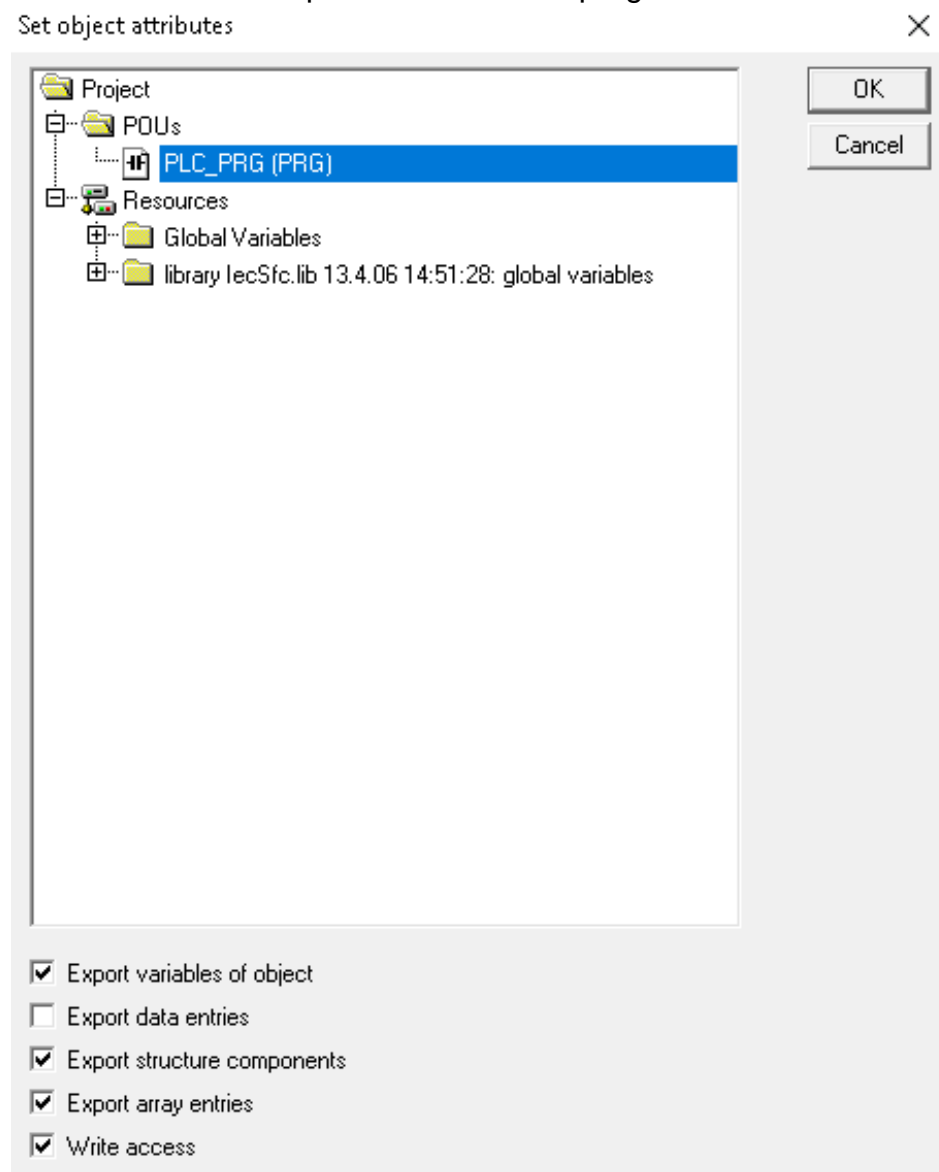 Set object attributes
Project
POUs
PLC_PRG (PRG)
Resources
Global Variables
library IecSfc.lib 13.4.06 14:51:28: global variables
OK
Cancel
Export variables of object
Export data entries
Export structure components
Export array entries
Write access